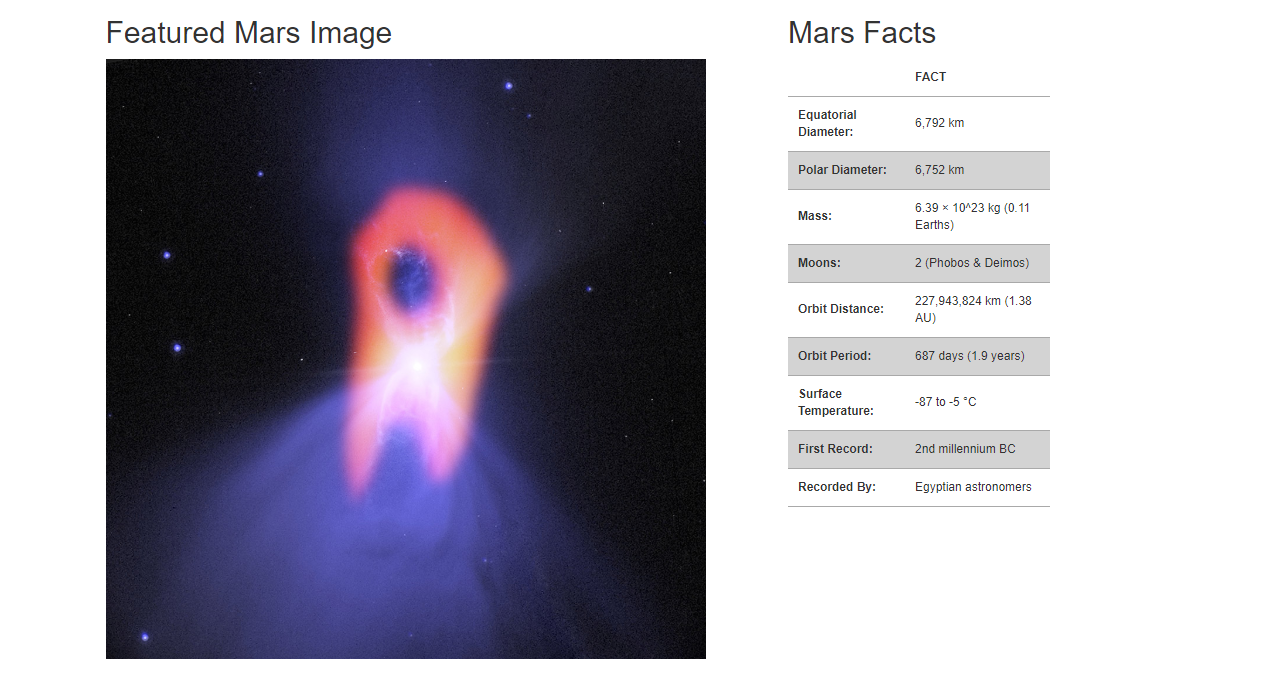 Featured Mars Image
Mars Facts
FACT
Equatorial
Diameter:
6,792 km
Polar Diameter:
6,752 km
Mass:
6.39 × 10^23 kg (0.11
Earths)
Moons:
2 (Phobos & Deimos)
Orbit Distance:
227,943,824 km (1.38
AU)
Orbit Period:
687 days (1.9 years)
Surface
Temperature:
-87 to -5 °C
First Record:
2nd millennium BC
Recorded By:
Egyptian astronomers